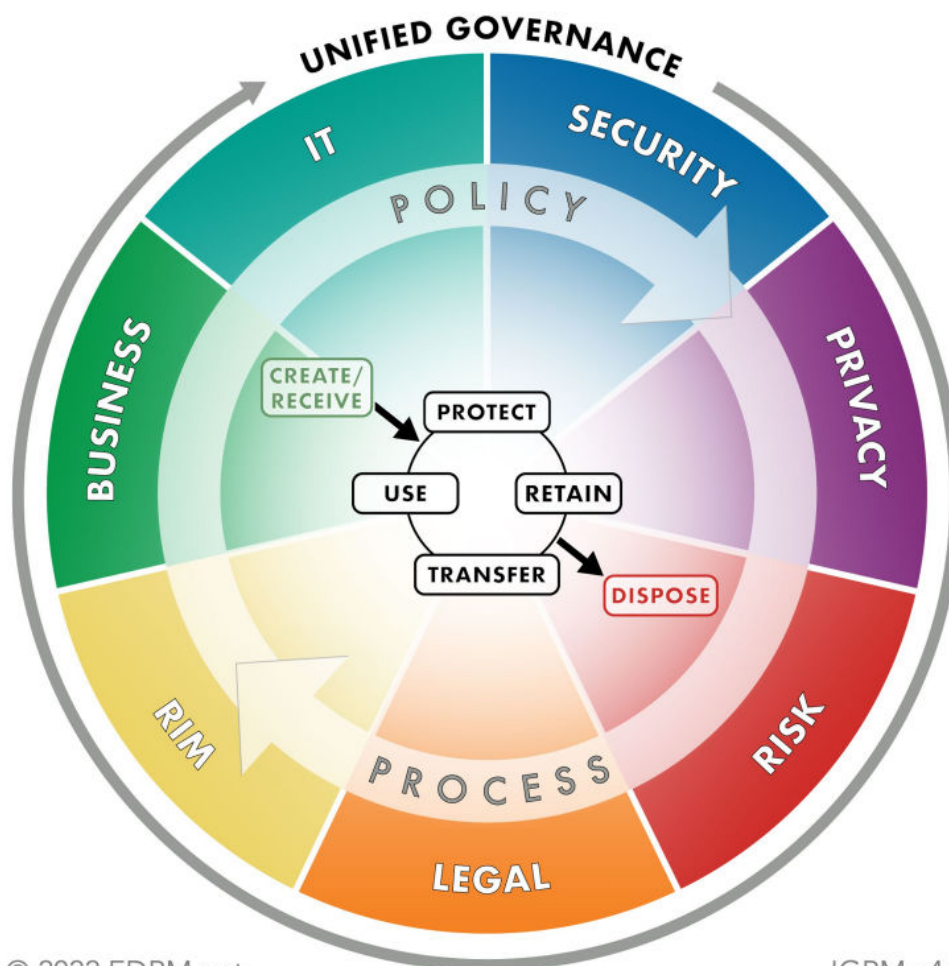 UNIFIED GOVERNANCE
IT
SECURITY
POLICY
BUSINESS
PRIVACY
CREATE/
RECEIVE
PROTECT
USE
RETAIN
TRANSFER
DISPOSE
RIM
RISK
PROCESS
LEGAL